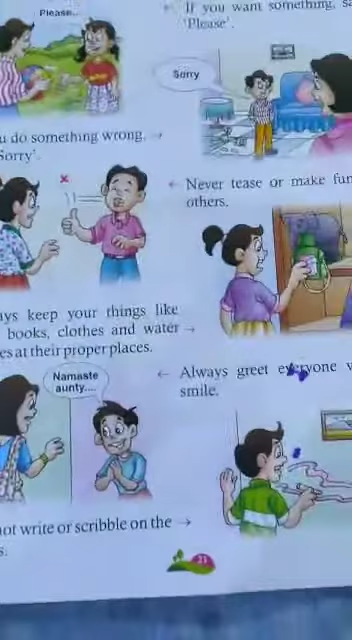 Please...
If you want something, sa
'Please'.
Sorry
u do something wrong, →
Sorry'.
← Never tease or make fun
others.
ays keep your things like
books, clothes and water →
es at their proper places.
Namaste
aunty....
← Always greet everyone w
smile.
not write or scribble on the →
s.
21